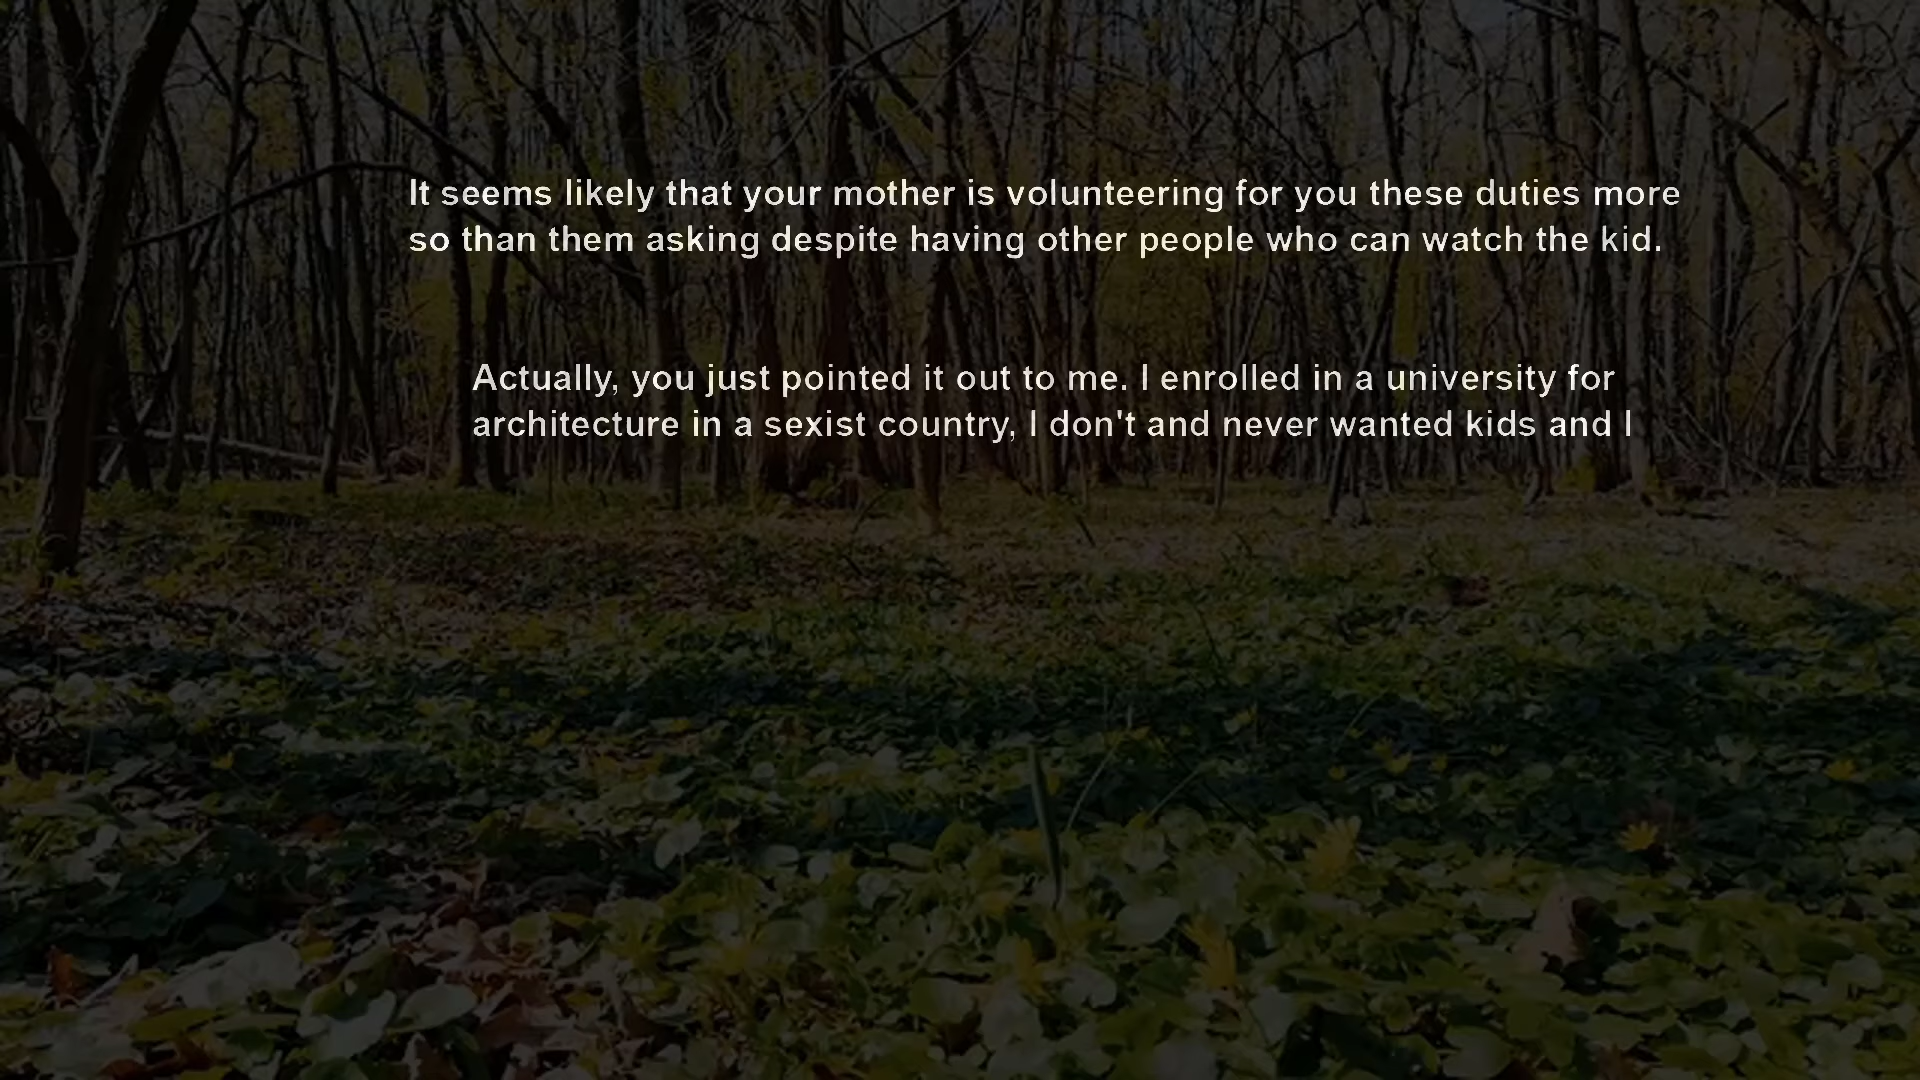 It seems likely that your mother is volunteering for you these duties more
so than them asking despite having other people who can watch the kid.
Actually, you just pointed it out to me. I enrolled in a university for
architecture in a sexist country, I don't and never wanted kids and I